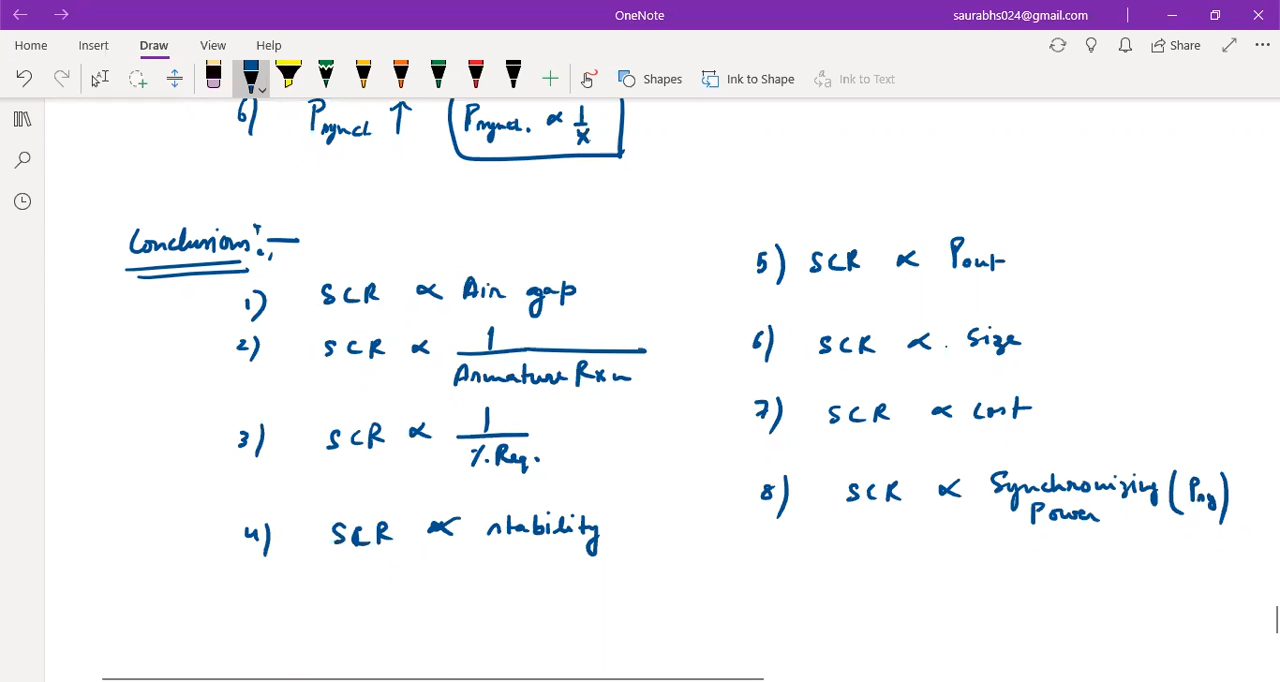 OneNote
saurabhs024@gmail.com
Home Insert Draw View Help
Share
Shapes
Ink to Shape
Ink to Text
6) Psynch ↑ Psynch. ∝ 1/X
Conclusions:-
1) SCR ∝ Air gap
2) SCR ∝ 1/Armature Rxn
3) SCR ∝ 1/%.Reg.
4) SCR ∝ stability
5) SCR ∝ Pout
6) SCR ∝ Size
7) SCR ∝ Cost
8) SCR ∝ Synchronizing (Psy)
Power